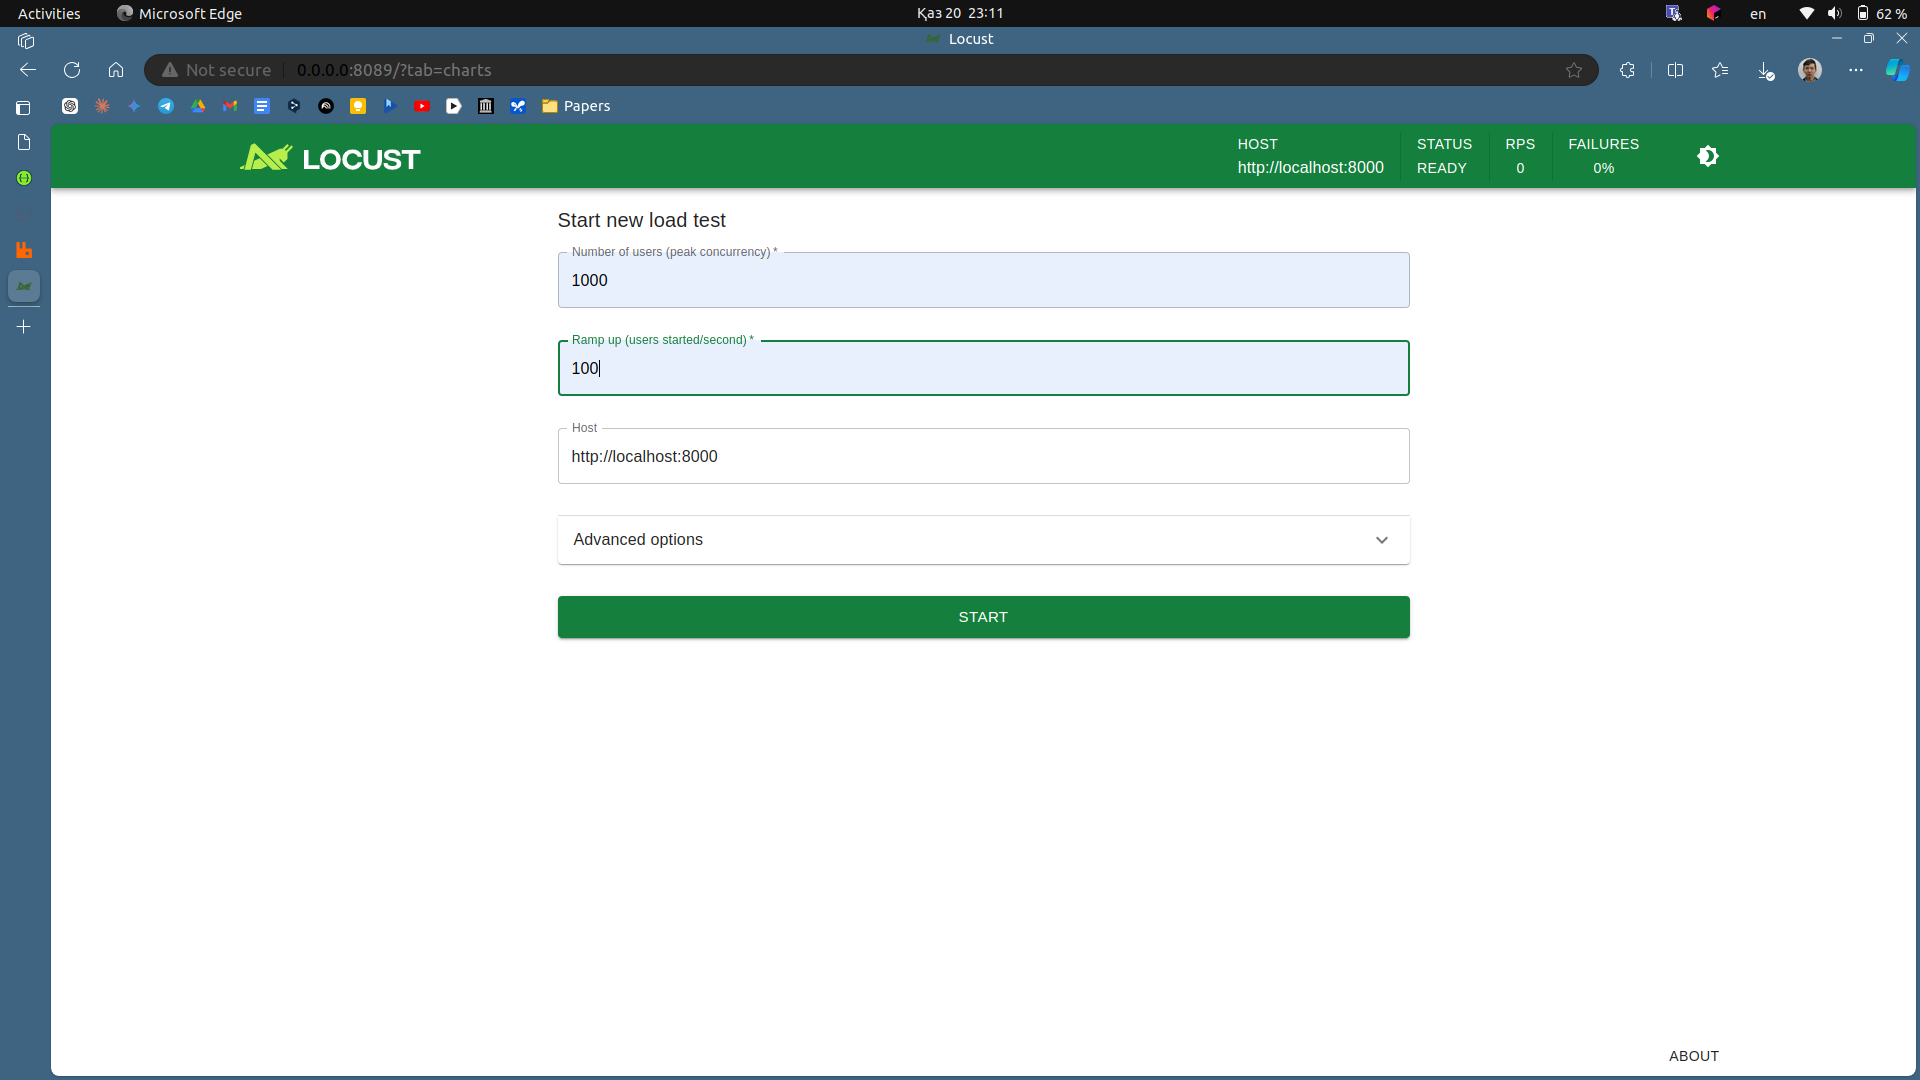 Activities
Microsoft Edge
Қаз 20 23:11
en
62 %
Locust
Not secure
0.0.0.0:8089/?tab=charts
Papers
LOCUST
HOST
http://localhost:8000
STATUS
READY
RPS
0
FAILURES
0%
Start new load test
Number of users (peak concurrency) *
1000
Ramp up (users started/second) *
100
Host
http://localhost:8000
Advanced options
START
ABOUT